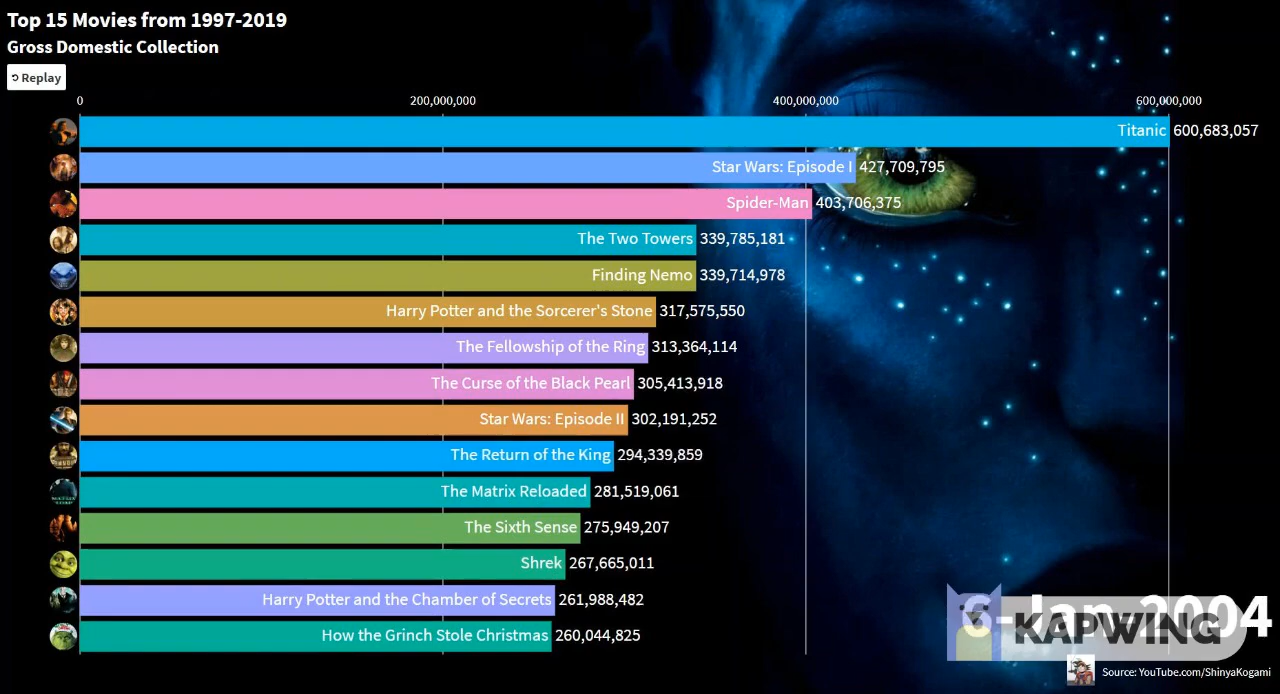 Top 15 Movies from 1997-2019
Gross Domestic Collection
Replay
0 200,000,000 400,000,000 600,000,000
Titanic 600,683,057
Star Wars: Episode I 427,709,795
Spider-Man 403,706,375
The Two Towers 339,785,181
Finding Nemo 339,714,978
Harry Potter and the Sorcerer's Stone 317,575,550
The Fellowship of the Ring 313,364,114
The Curse of the Black Pearl 305,413,918
Star Wars: Episode II 302,191,252
The Return of the King 294,339,859
The Matrix Reloaded 281,519,061
The Sixth Sense 275,949,207
Shrek 267,665,011
Harry Potter and the Chamber of Secrets 261,988,482
How the Grinch Stole Christmas 260,044,825
6-Jan-2004
KAPWING
Source: YouTube.com/ShinyaKogami